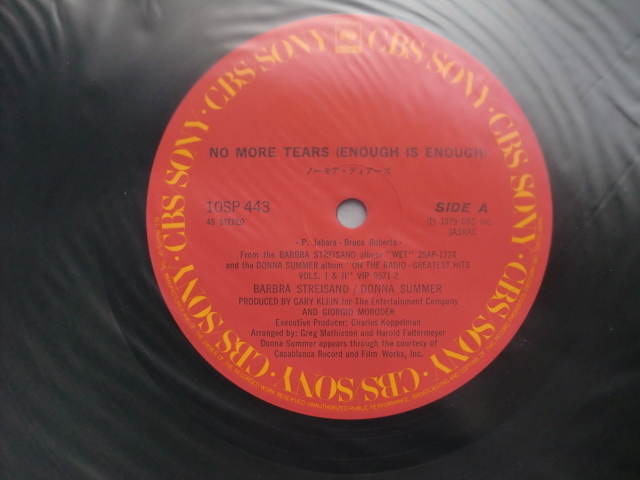 CBS SONY · CBS SONY · CBS SONY · CBS SONY · CBS SONY · CBS SONY · CBS SONY
NO MORE TEARS (ENOUGH IS ENOUGH)
ノー・モア・ティアーズ
10SP 443
45 STEREO
SIDE A
℗ 1979 CBS Inc.
JASRAC
- P. Jabara - Bruce Roberts -
From the BARBRA STREISAND album "WET" 25AP-1724
and the DONNA SUMMER album "ON THE RADIO - GREATEST HITS
VOLS. I & II" VIP 9571-2
BARBRA STREISAND / DONNA SUMMER
PRODUCED BY GARY KLEIN for The Entertainment Company
AND GIORGIO MORODER
Executive Producer: Charles Koppelman
Arranged by: Greg Mathieson and Harold Faltermeyer
Donna Summer appears through the courtesy of
Casablanca Record and Film Works, Inc.